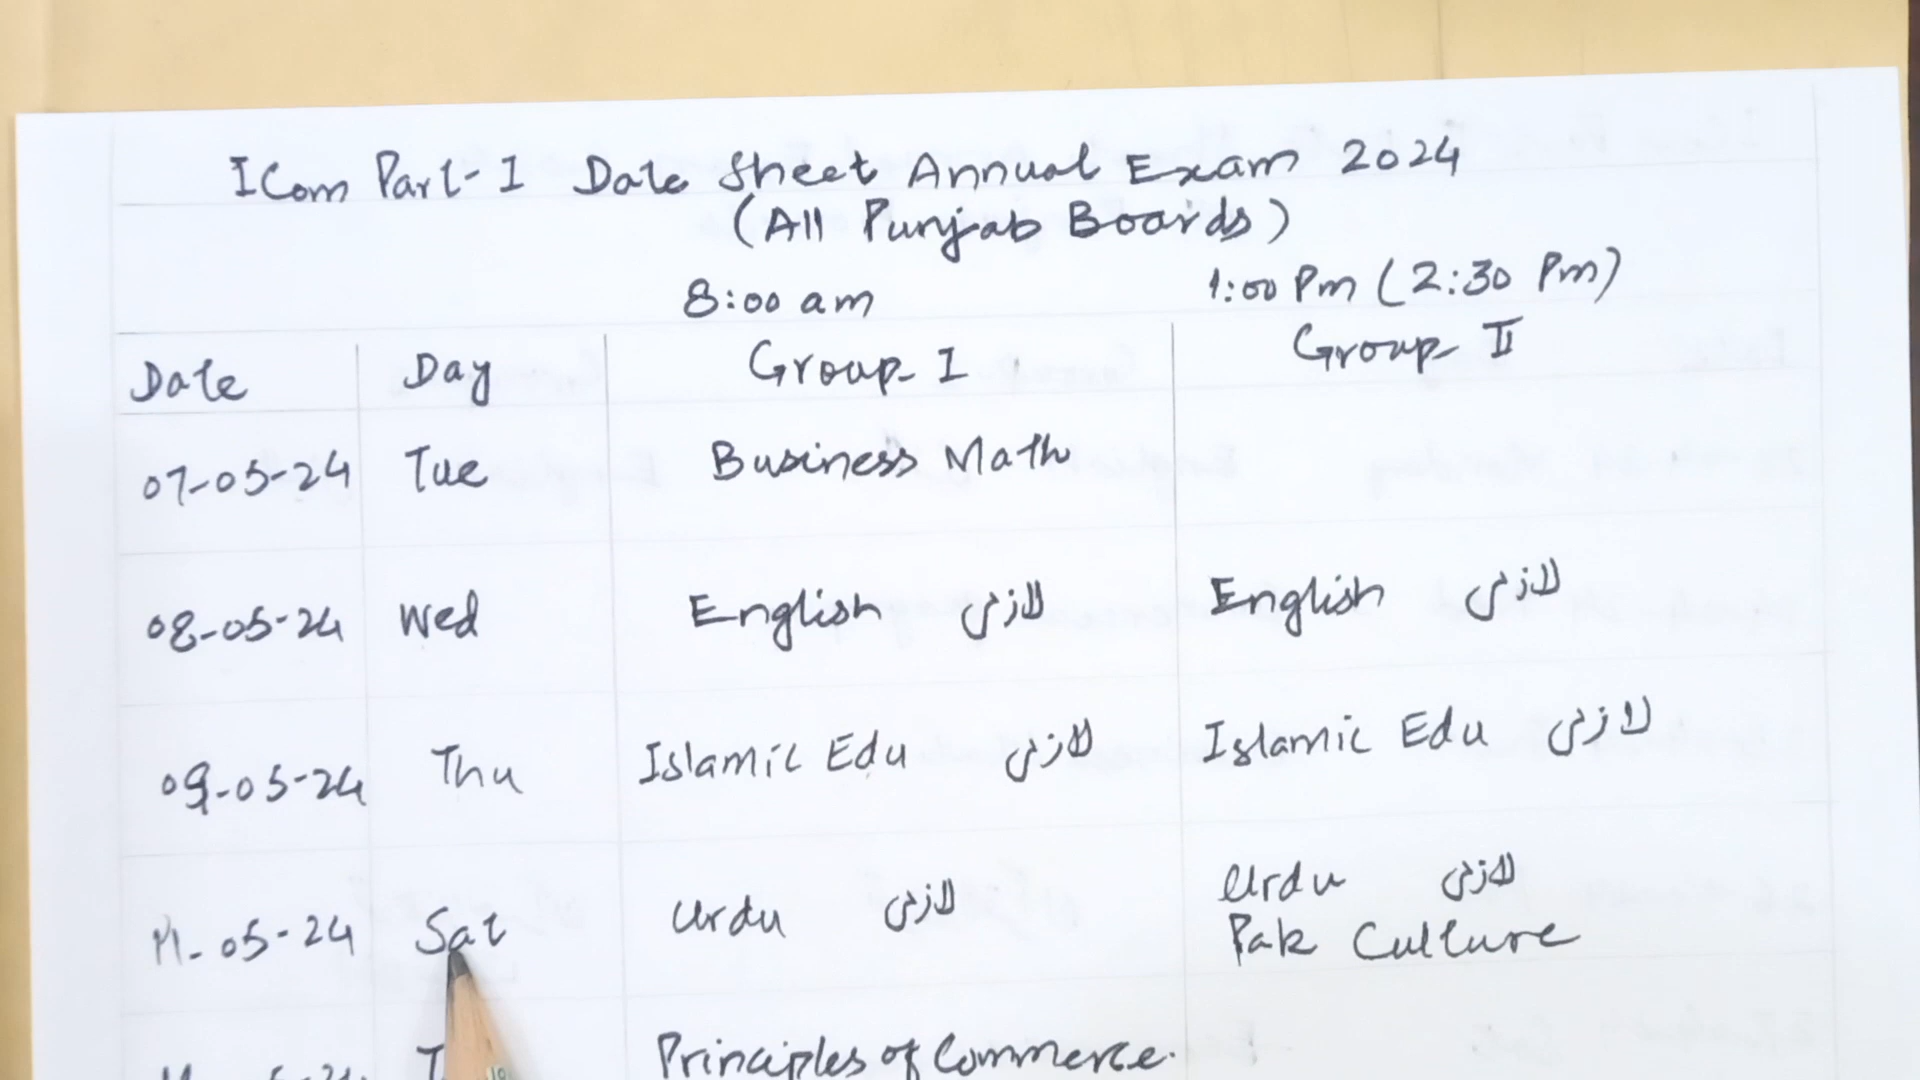 ICom Part-I Date Sheet Annual Exam 2024
(All Punjab Boards)
8:00 am 1:00 Pm (2:30 Pm)
Date Day Group-I Group-II
07-05-24 Tue Business Math
08-05-24 Wed English لازمی English لازمی
09-05-24 Thu Islamic Edu لازمی Islamic Edu لازمی
11-05-24 Sat Urdu لازمی Urdu لازمی
Pak Culture
Principles of Commerce.